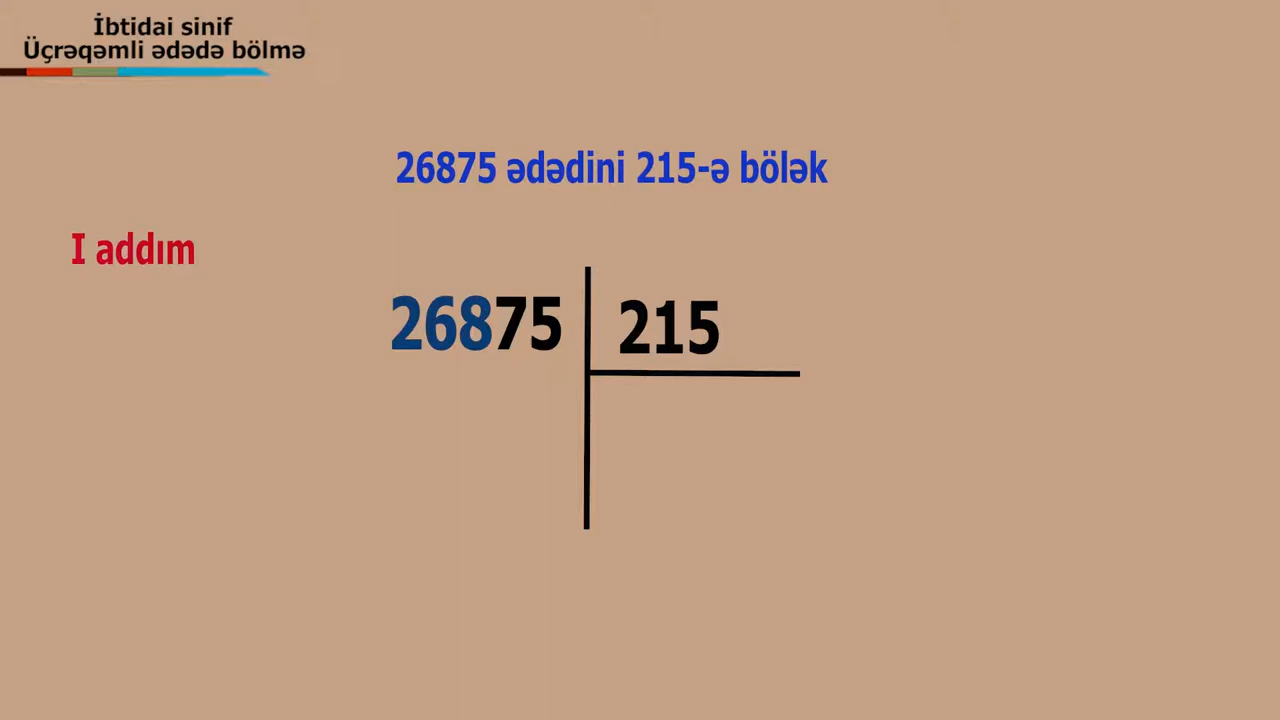 İbtidai sinif
Üçrəqəmli ədədə bölmə
26875 ədədini 215-ə bölək
I addım
26875 215